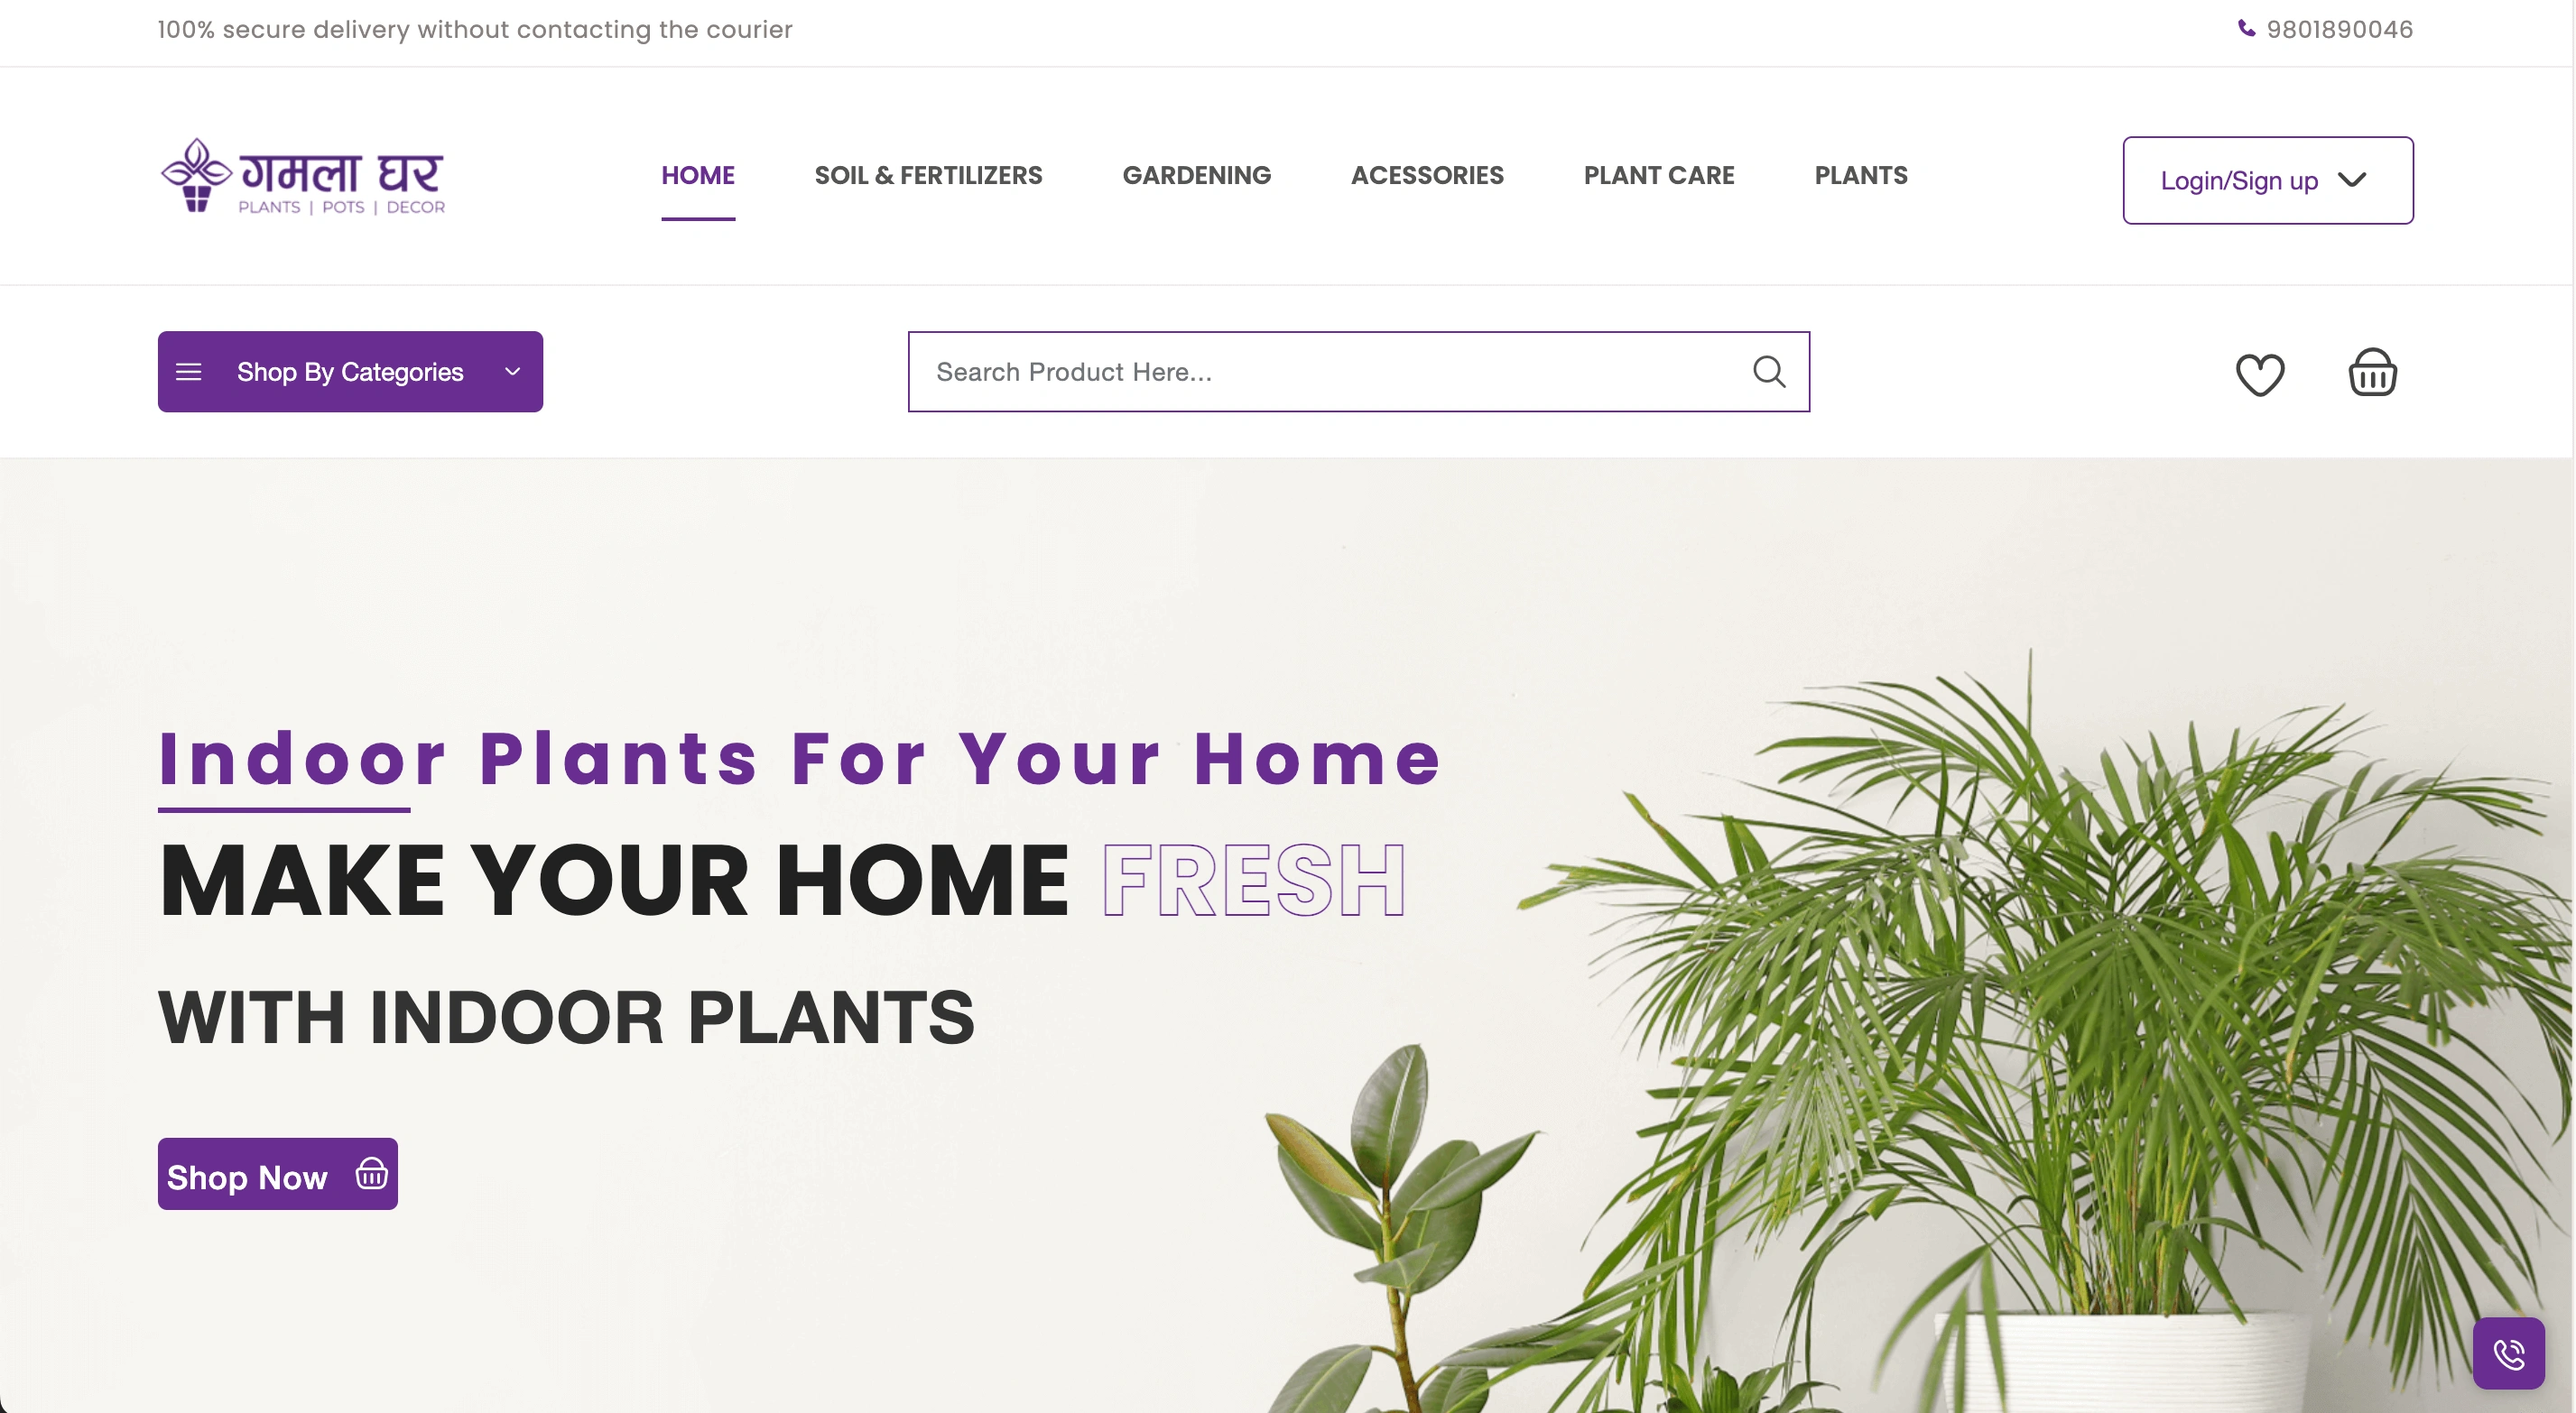 100% secure delivery without contacting the courier
9801890046
गमला घर
PLANTS | POTS | DECOR
HOME
SOIL & FERTILIZERS
GARDENING
ACESSORIES
PLANT CARE
PLANTS
Login/Sign up
Shop By Categories
Search Product Here...
Indoor Plants For Your Home
MAKE YOUR HOME FRESH
WITH INDOOR PLANTS
Shop Now